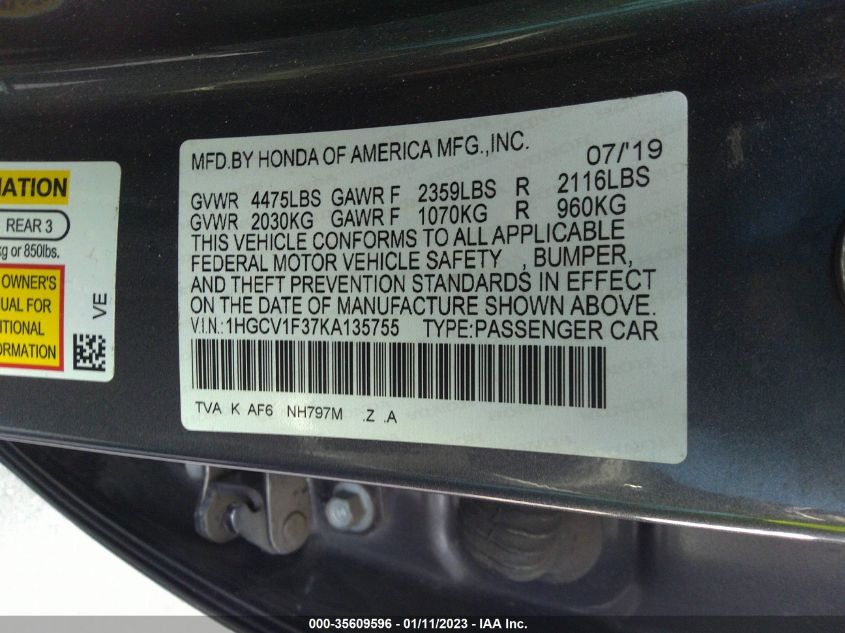 MATION
REAR 3
kg or 850lbs.
OWNER'S
UAL FOR
ITIONAL
ORMATION
VE
MFD.BY HONDA OF AMERICA MFG.,INC. 07/'19
GVWR 4475LBS GAWR F 2359LBS R 2116LBS
GVWR 2030KG GAWR F 1070KG R 960KG
THIS VEHICLE CONFORMS TO ALL APPLICABLE
FEDERAL MOTOR VEHICLE SAFETY , BUMPER,
AND THEFT PREVENTION STANDARDS IN EFFECT
ON THE DATE OF MANUFACTURE SHOWN ABOVE.
V.I.N.:1HGCV1F37KA135755 TYPE:PASSENGER CAR
TVA K AF6 NH797M .Z .A
000-35609596 - 01/11/2023 - IAA Inc.